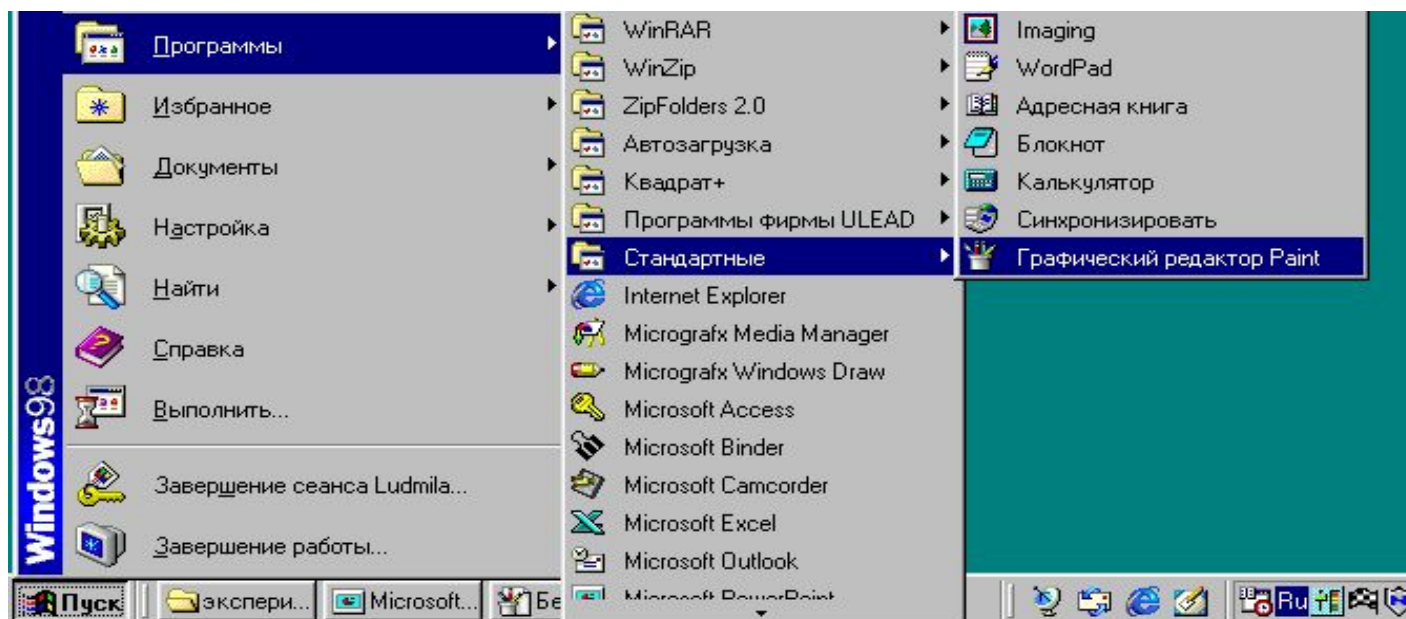 Windows98
Программы
Избранное
Документы
Настройка
Найти
Справка
Выполнить...
Завершение сеанса Ludmila...
Завершение работы...
WinRAR
WinZip
ZipFolders 2.0
Автозагрузка
Квадрат+
Программы фирмы ULEAD
Стандартные
Internet Explorer
Micrografx Media Manager
Micrografx Windows Draw
Microsoft Access
Microsoft Binder
Microsoft Camcorder
Microsoft Excel
Microsoft Outlook
Microsoft PowerPoint
Imaging
WordPad
Адресная книга
Блокнот
Калькулятор
Синхронизировать
Графический редактор Paint
Пуск
экспери...
Microsoft...
Бе
Ru